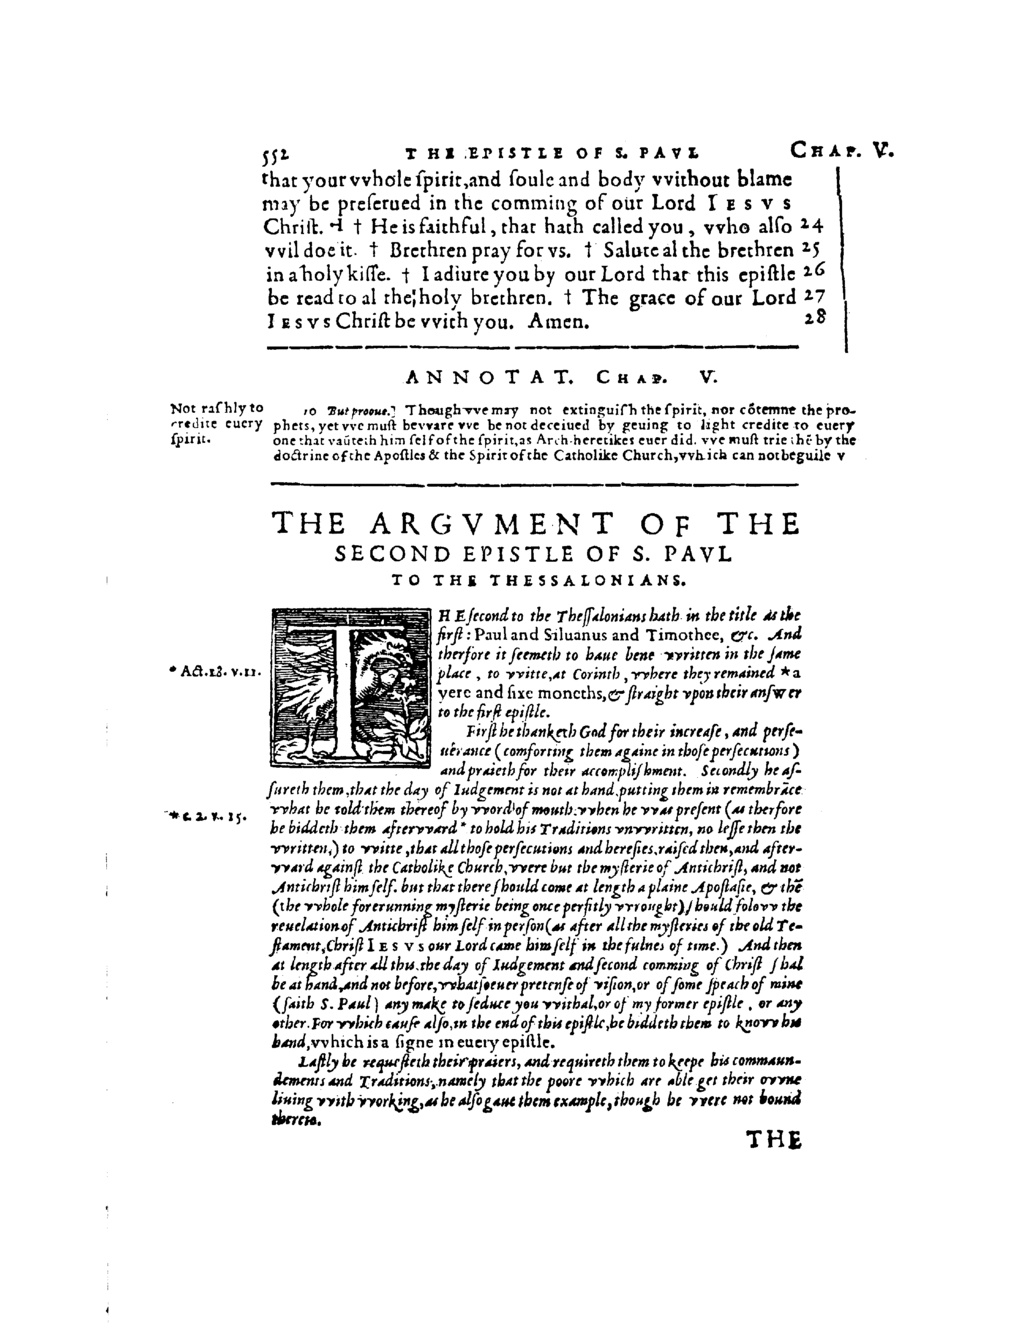 552 THE EPISTLE OF S. PAVL CHAP. V.
that your vvhole ſpirit,and ſoule and body vvithout blame
may be preſerued in the comming of our Lord IESVS
Chriſt. ⊣ † He is faithful, that hath called you, vvho alſo 24
vvil doe it. † Brethren pray for vs. † Salute al the brethren 25
in a holy kiſſe. † I adiure you by our Lord that this epiſtle 26
be read to al the holy brethren. † The grace of our Lord 27
IESVS Chriſt be vvith you. Amen. 28
ANNOTAT. CHAP. V.
Not raſhly to
credite euery
ſpirit.
10 But prooue.] Though vve may not extinguiſh the ſpirit, nor cōtemne the pro-
phets, yet vve muſt bevvare vve be not deceiued by geuing to light credite to euery
one that vaūteth him ſelf of the ſpirit,as Arch-heretikes euer did. vve muſt trie thē by the
doctrine of the Apoſtles & the Spirit of the Catholike Church,vvhich can not beguile v
THE ARGVMENT OF THE
SECOND EPISTLE OF S. PAVL
TO THE THESSALONIANS.
THE ſecond to the Theſſalonians hath in the title as the
firſt: Paul and Siluanus and Timothee, &c. And
therfore it ſeemeth to haue bene vvritten in the ſame
* Act.18. v.11. place, to vvitte,at Corinth, vvhere they remained * a
yere and ſixe moneths,& ſtraight vpon their anſwer
to the firſt epiſtle.
Firſt he thanketh God for their increaſe, and perſe-
uerance (comforting them againe in thoſe perſecutions)
and praieth for their accompliſhment. Secondly he aſ-
ſureth them,that the day of Iudgement is not at hand,putting them in remembrāce
vvhat he told them thereof by vvord of mouth,vvhen he vvas preſent (as therfore
* c. 2. v. 15. he biddeth them aftervvard * to hold his Traditions vnvvritten, no leſſe then the
vvritten,) to vvitte,that all thoſe perſecutions and hereſies,raiſed then,and after-
vvard againſt the Catholike Church,vvere but the myſterie of Antichriſt, and not
Antichriſt him ſelf. but that there ſhould come at length a plaine Apoſtaſie, & thē
(the vvhole forerunning myſterie being once perfitly vvrought) ſhould folovv the
reuelation of Antichriſt him ſelf in perſon (as after all the myſteries of the old Te-
ſtament,Chriſt IESVS our Lord came him ſelf in the fulnes of time.) And then
at length after all this,the day of Iudgement and ſecond comming of Chriſt ſhal
be at hand,and not before,vvhatſoeuer pretenſe of viſion,or of ſome ſpeach of mine
(ſaith S. Paul) any make to ſeduce you vvithal,or of my former epiſtle, or any
other.For vvhich cauſe alſo,in the end of this epiſtle,he biddeth them to knovv his
hand,vvhich is a ſigne in euery epiſtle.
Laſtly he requeſteth their praiers, and requireth them to keepe his commaun-
dements and Traditions,namely that the poore vvhich are able get their ovvne
liuing vvith vvorking,as he alſo gaue them example,though he vvere not bound
thereto.
THE